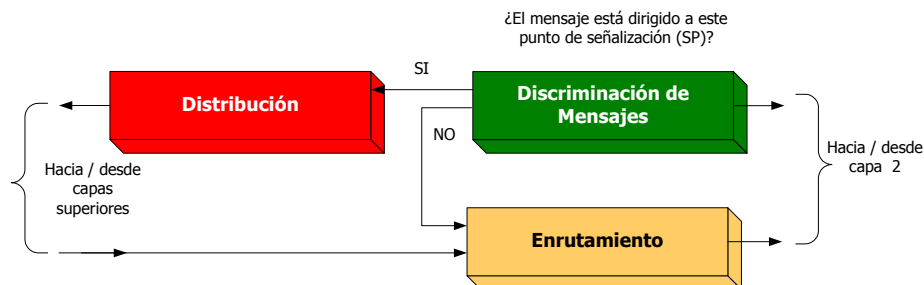 ¿El mensaje está dirigido a este
punto de señalización (SP)?
SI
Distribución
Discriminación de
Mensajes
NO
Hacia / desde
capas
superiores
Hacia / desde
capa 2
Enrutamiento